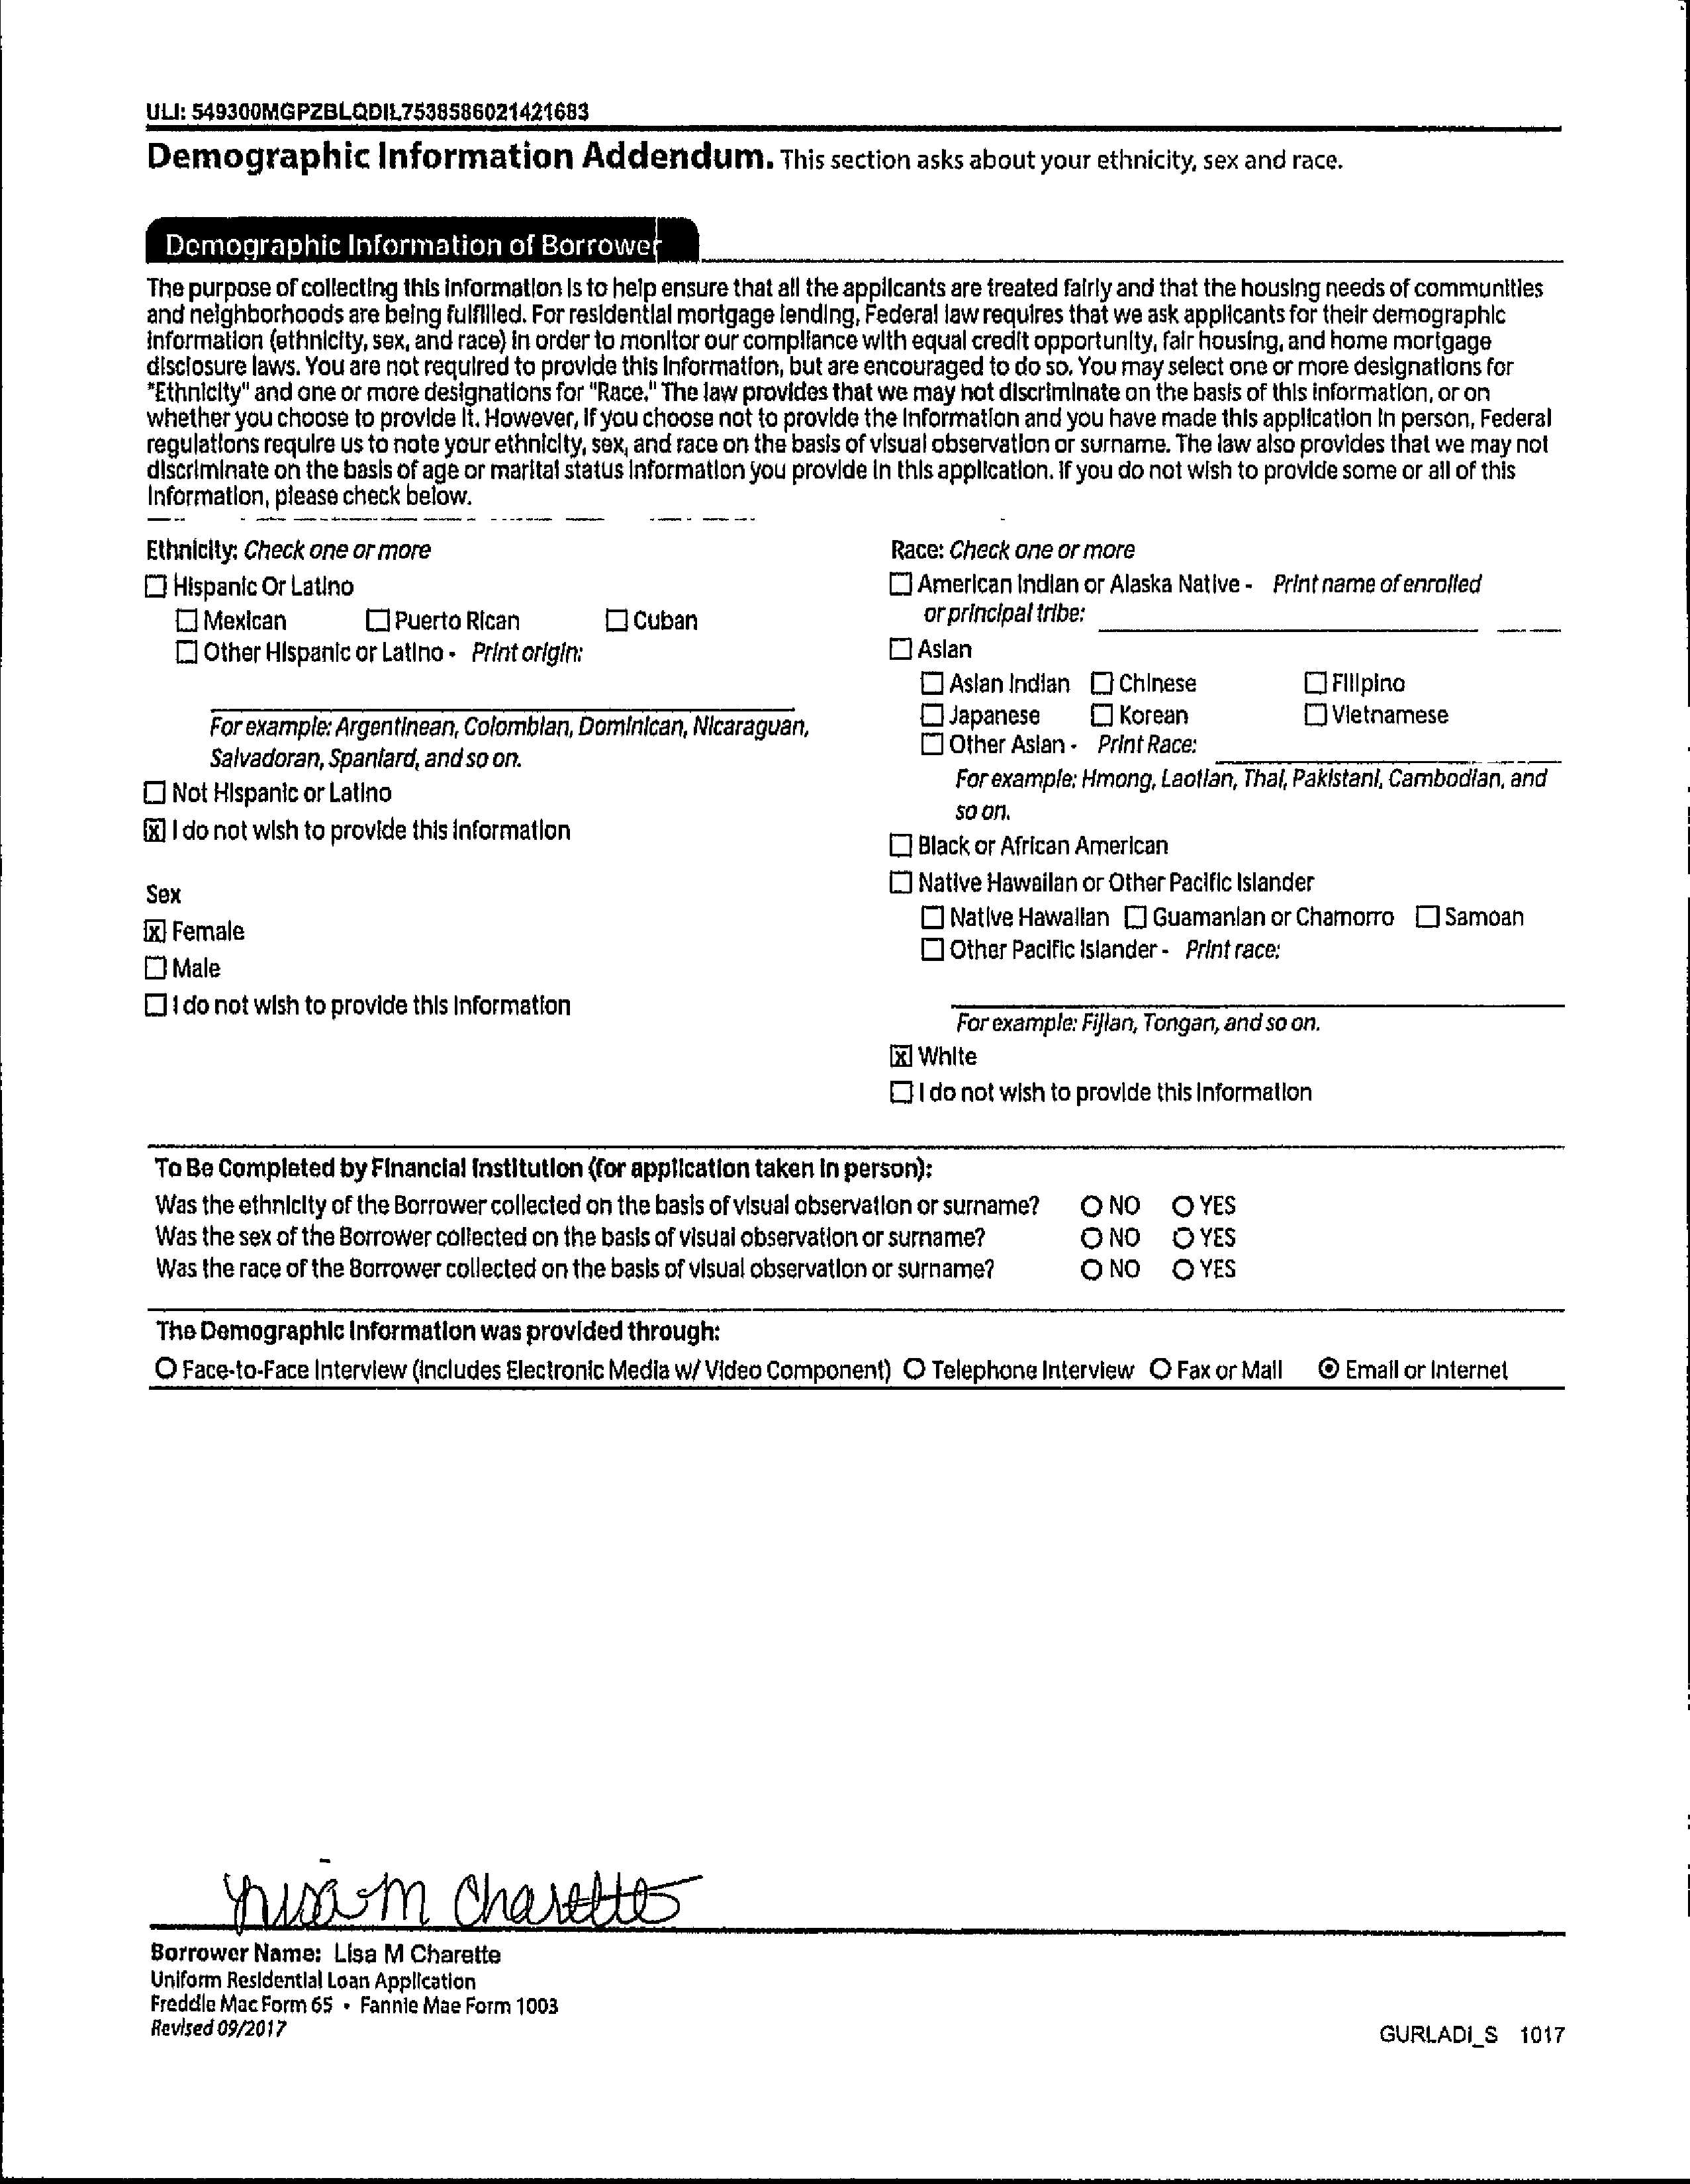 ULI: 549300MGPZBLQDIL7538586021421683
Demographic Information Addendum. This section asks about your ethnicity, sex and race.
Demographic Information of Borrower
The purpose of collecting this information is to help ensure that all the applicants are treated fairly and that the housing needs of communities
and neighborhoods are being fulfilled. For residential mortgage lending, Federal law requires that we ask applicants for their demographic
information (ethnicity, sex, and race) in order to monitor our compliance with equal credit opportunity, fair housing, and home mortgage
disclosure laws. You are not required to provide this information, but are encouraged to do so. You may select one or more designations for
"Ethnicity" and one or more designations for "Race." The law provides that we may not discriminate on the basis of this information, or on
whether you choose to provide it. However, if you choose not to provide the information and you have made this application in person, Federal
regulations require us to note your ethnicity, sex, and race on the basis of visual observation or surname. The law also provides that we may not
discriminate on the basis of age or marital status information you provide in this application. If you do not wish to provide some or all of this
information, please check below.
Ethnicity: Check one or more
☐ Hispanic Or Latino
☐ Mexican ☐ Puerto Rican ☐ Cuban
☐ Other Hispanic or Latino - Print origin:
For example: Argentinean, Colombian, Dominican, Nicaraguan,
Salvadoran, Spaniard, and so on.
☐ Not Hispanic or Latino
☒ I do not wish to provide this information
Sex
☒ Female
☐ Male
☐ I do not wish to provide this information
Race: Check one or more
☐ American Indian or Alaska Native - Print name of enrolled
or principal tribe:
☐ Asian
☐ Asian Indian ☐ Chinese ☐ Filipino
☐ Japanese ☐ Korean ☐ Vietnamese
☐ Other Asian - Print Race:
For example: Hmong, Laotian, Thai, Pakistani, Cambodian, and
so on.
☐ Black or African American
☐ Native Hawaiian or Other Pacific Islander
☐ Native Hawaiian ☐ Guamanian or Chamorro ☐ Samoan
☐ Other Pacific Islander - Print race:
For example: Fijian, Tongan, and so on.
☒ White
☐ I do not wish to provide this information
To Be Completed by Financial Institution (for application taken in person):
Was the ethnicity of the Borrower collected on the basis of visual observation or surname? ○ NO ○ YES
Was the sex of the Borrower collected on the basis of visual observation or surname? ○ NO ○ YES
Was the race of the Borrower collected on the basis of visual observation or surname? ○ NO ○ YES
The Demographic Information was provided through:
○ Face-to-Face Interview (includes Electronic Media w/ Video Component) ○ Telephone Interview ○ Fax or Mail ◉ Email or Internet
Lisa M Charette
Borrower Name: Lisa M Charette
Uniform Residential Loan Application
Freddie Mac Form 65 • Fannie Mae Form 1003
Revised 09/2017
GURLADI_S 1017